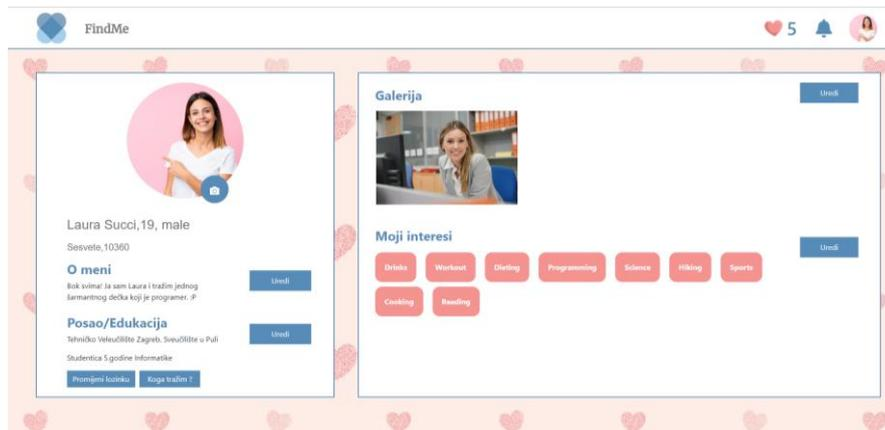 FindMe
5
Laura Succi,19, male
Sesvete,10360
O meni
Bok svima! Ja sam Laura i tražim jednog
šarmantnog dečka koji je programer. :P
Uredi
Posao/Edukacija
Tehničko Veleučilište Zagreb, Sveučilište u Puli
Uredi
Studentica 5.godine Informatike
Promijeni lozinku Koga tražim ?
Galerija
Uredi
Moji interesi
Uredi
Drinks Workout Dieting Programming Science Hiking Sports
Cooking Reading